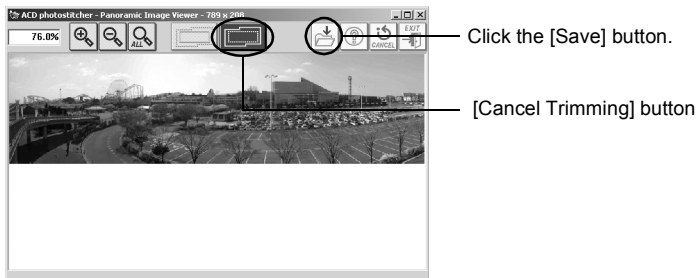 ACD photostitcher - Panoramic Image Viewer - 789 x 208
76.0%
ALL
CANCEL
EXIT
Click the [Save] button.
[Cancel Trimming] button